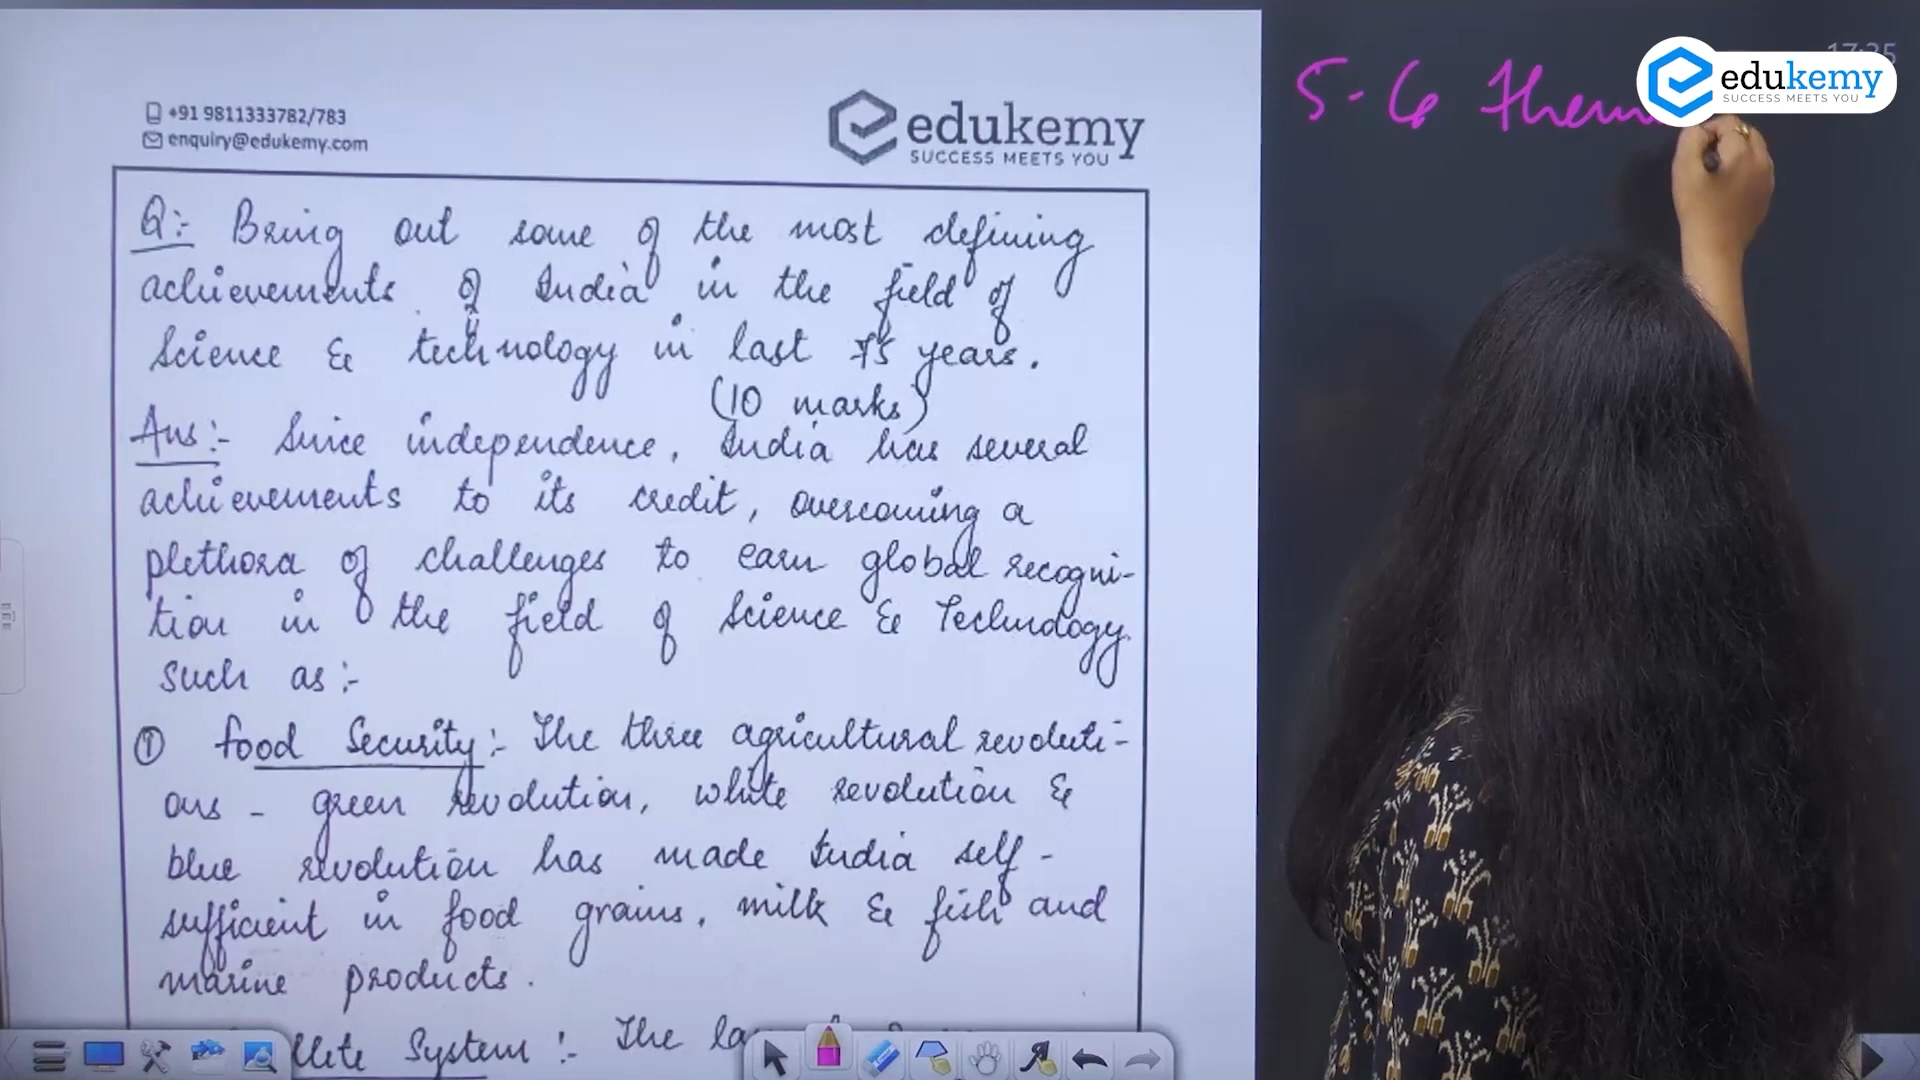 +91 9811333782/783
enquiry@edukemy.com
edukemy
SUCCESS MEETS YOU
Q:- Bring out some of the most defining
achievements of India in the field of
Science & technology in last 75 years.
(10 marks)
Ans:- Since independence, India has several
achievements to its credit, overcoming a
plethora of challenges to earn global recogni-
tion in the field of Science & Technology
such as:-
① Food Security:- The three agricultural revoluti-
ons - green revolution, white revolution &
blue revolution has made India self-
sufficient in food grains, milk & fish and
marine products.
System :- The
5-6
edukemy
SUCCESS MEETS YOU